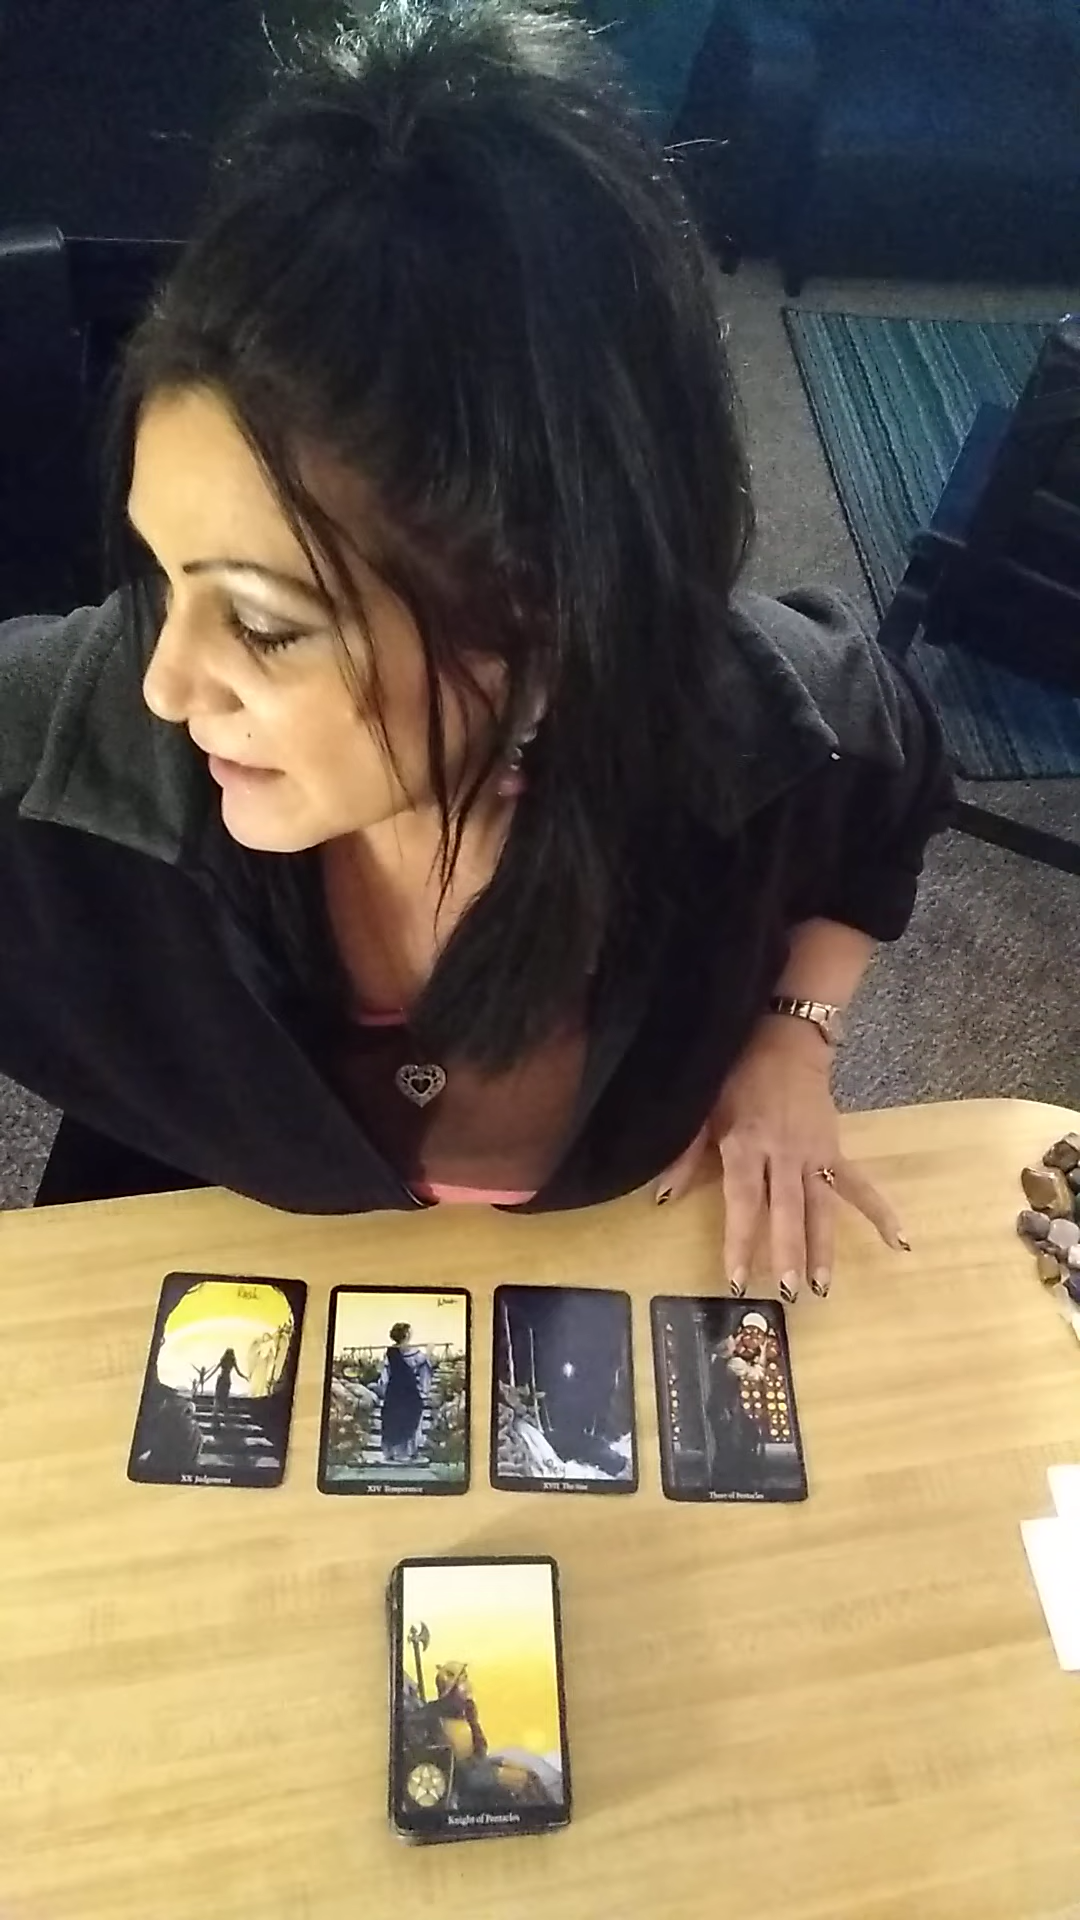 XX Judgement
XIV Temperance
XVII The Star
Three of Pentacles
Knight of Pentacles